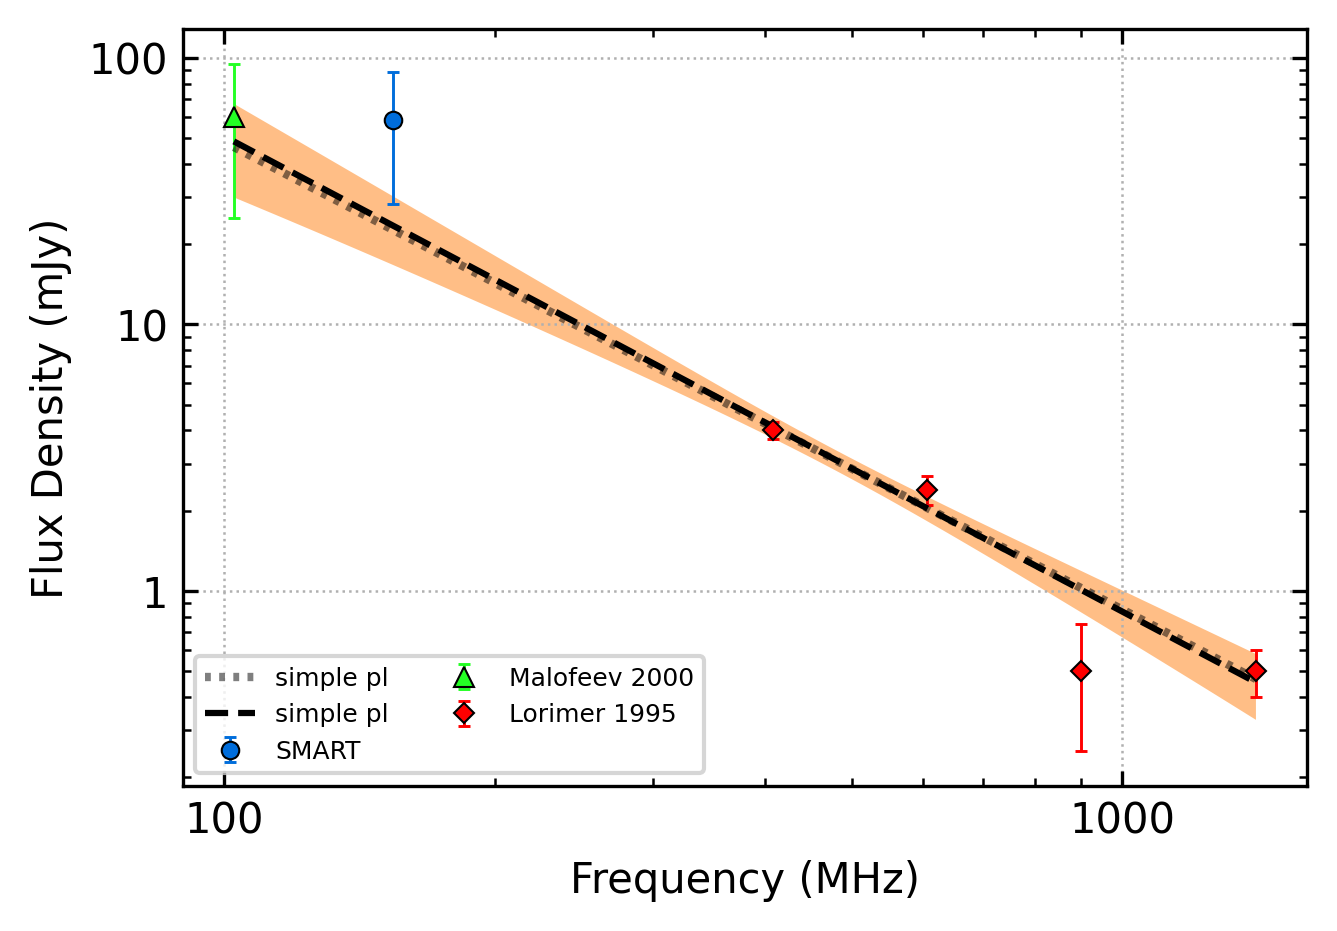 100
10
1
Flux Density (mJy)
simple pl
simple pl
SMART
Malofeev 2000
Lorimer 1995
100
1000
Frequency (MHz)